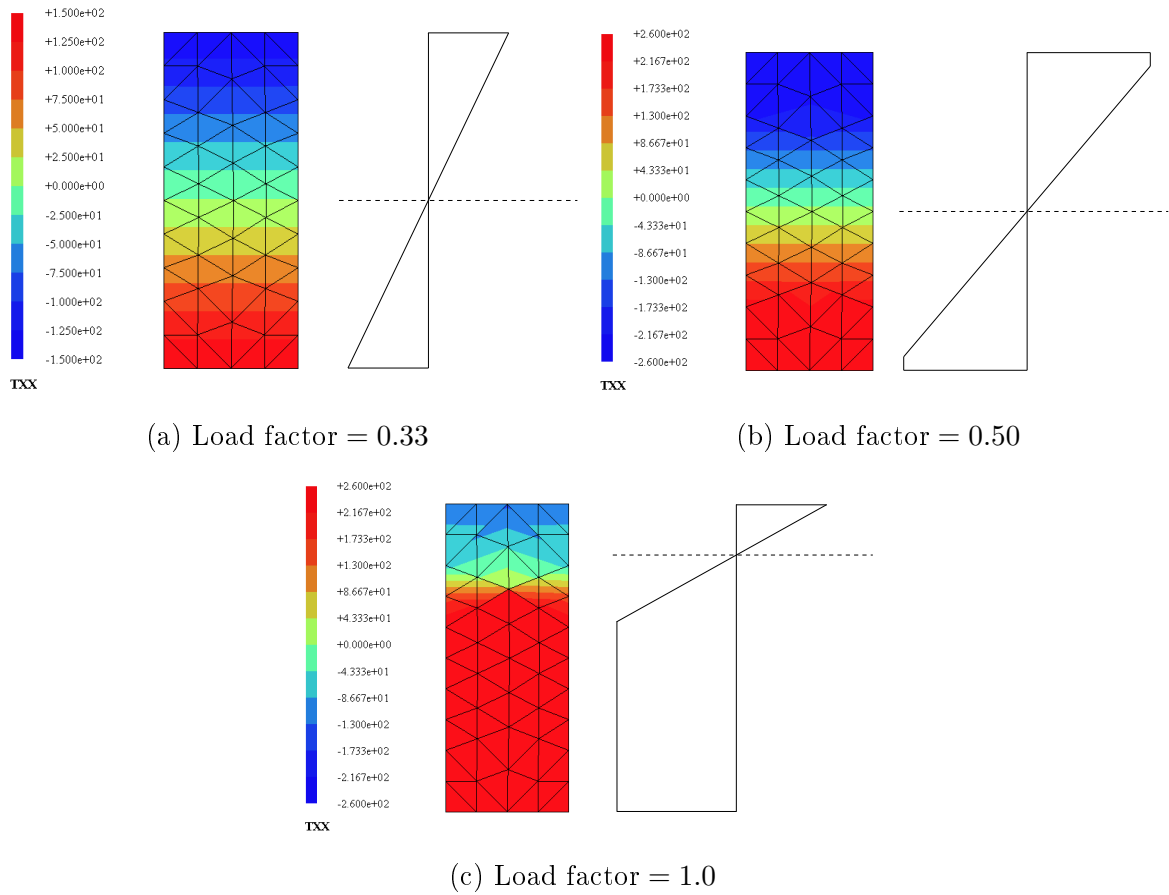 +1.500e+02
+1.250e+02
+1.000e+02
+7.500e+01
+5.000e+01
+2.500e+01
+0.000e+00
-2.500e+01
-5.000e+01
-7.500e+01
-1.000e+02
-1.250e+02
-1.500e+02
TXX
(a) Load factor = 0.33
+2.600e+02
+2.167e+02
+1.733e+02
+1.300e+02
+8.667e+01
+4.333e+01
+0.000e+00
-4.333e+01
-8.667e+01
-1.300e+02
-1.733e+02
-2.167e+02
-2.600e+02
TXX
(b) Load factor = 0.50
+2.600e+02
+2.167e+02
+1.733e+02
+1.300e+02
+8.667e+01
+4.333e+01
+0.000e+00
-4.333e+01
-8.667e+01
-1.300e+02
-1.733e+02
-2.167e+02
-2.600e+02
TXX
(c) Load factor = 1.0